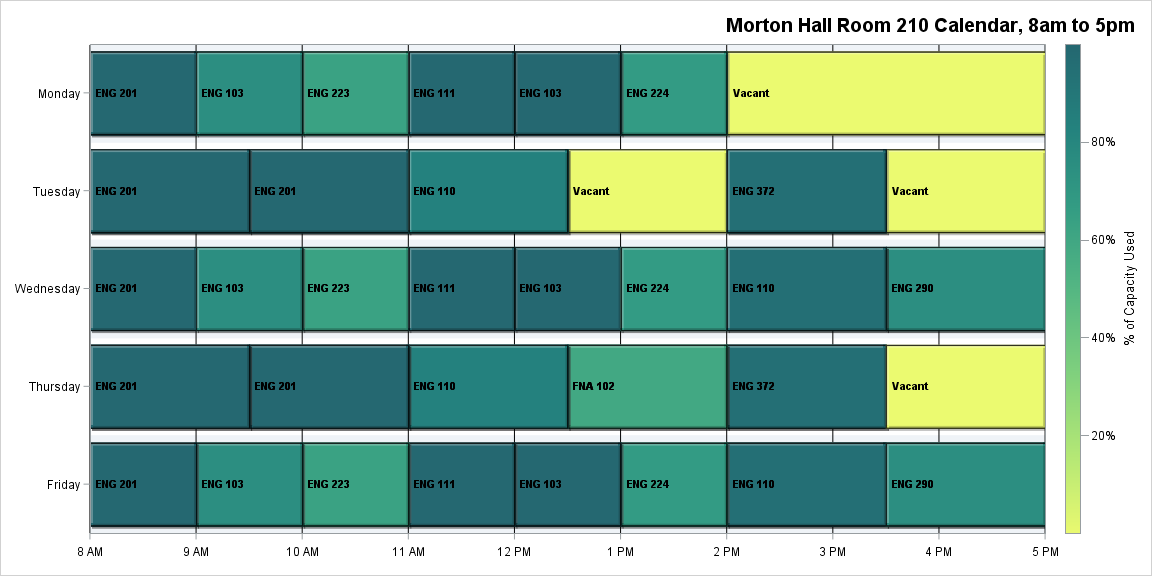 Morton Hall Room 210 Calendar, 8am to 5pm
Monday ENG 201 ENG 103 ENG 223 ENG 111 ENG 103 ENG 224 Vacant
80%
Tuesday ENG 201 ENG 201 ENG 110 Vacant ENG 372 Vacant
60%
% of Capacity Used
Wednesday ENG 201 ENG 103 ENG 223 ENG 111 ENG 103 ENG 224 ENG 110 ENG 290
40%
Thursday ENG 201 ENG 201 ENG 110 FNA 102 ENG 372 Vacant
20%
Friday ENG 201 ENG 103 ENG 223 ENG 111 ENG 103 ENG 224 ENG 110 ENG 290
8 AM 9 AM 10 AM 11 AM 12 PM 1 PM 2 PM 3 PM 4 PM 5 PM